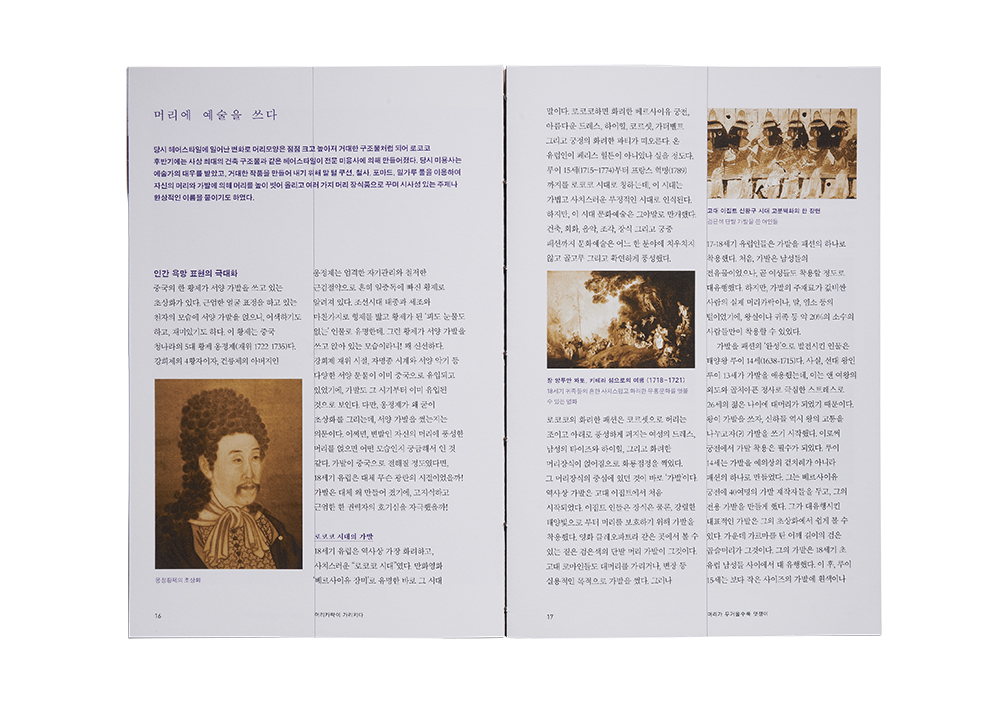 머리에 예술을 쓰다
당시 헤어스타일에 일어난 변화로 머리모양은 점점 크고 높아져 거대한 구조물처럼 되어 로코코
후반기에는 사상 최대의 건축 구조물과 같은 헤어스타일이 전문 미용사에 의해 만들어졌다. 당시 미용사는
예술가의 대우를 받았고, 거대한 작품을 만들어 내기 위해 말 털 쿠션, 철사, 포마드, 밀가루 풀을 이용하여
자신의 머리와 가발에 의해 머리를 높이 빗어 올리고 여러 가지 머리 장식품으로 꾸며 시사성 있는 주제나
환상적인 이름을 붙이기도 하였다.
인간 욕망 표현의 극대화
중국의 한 황제가 서양 가발을 쓰고 있는
초상화가 있다. 근엄한 얼굴 표정을 하고 있는
천자의 모습에 서양 가발을 얹으니, 어색하기도
하고, 재미있기도 하다. 이 황제는 중국
청나라의 5대 황제 옹정제(재위 1722-1735)다.
강희제의 4황자이자, 건륭제의 아버지인
옹정황제의 초상화
옹정제는 엄격한 자기관리와 철저한
근검절약으로 혼의 일중독에 빠진 황제로
알려져 있다. 조선시대 태종과 세조와
마찬가지로 형제를 밟고 황제가 된 '피도 눈물도
없는' 인물로 유명한데, 그런 황제가 서양 가발을
쓰고 앉아 있는 모습이라니! 꽤 신선하다.
강희제 재위 시절, 자명종 시계와 서양 악기 등
다양한 서양 문물이 이미 중국으로 유입되고
있었기에, 가발도 그 시기부터 이미 유입된
것으로 보인다. 다만, 옹정제가 왜 굳이
초상화를 그리는데, 서양 가발을 썼는지는
의문이다. 어쩌면, 변발인 자신의 머리에 풍성한
머리를 얹으면 어떤 모습인지 궁금해서 인 것
같다. 가발이 중국으로 전해질 정도였다면,
18세기 유럽은 대체 무슨 광란의 시절이었을까!
가발은 대체 왜 만들어 졌기에, 고지식하고
근엄한 한 권력자의 호기심을 자극했을까!
로코코 시대의 가발
18세기 유럽은 역사상 가장 화려하고,
사치스러운 "로코코 시대"였다. 만화영화
'베르사이유 장미'로 유명한 바로 그 시대
16
머리카락이 가리키다
말이다. 로코코하면 화려한 베르사이유 궁전,
아름다운 드레스, 하이힐, 코르셋, 가터벨트
그리고 궁정의 화려한 파티가 떠오른다. 온
유럽인이 패리스 힐튼이 아니었나 싶을 정도다.
루이 15세(1715~1774)부터 프랑스 혁명(1789)
까지를 로코코 시대로 칭하는데, 이 시대는
가볍고 사치스러운 부정적인 시대로 인식된다.
하지만, 이 시대 문화예술은 그야말로 만개했다.
건축, 회화, 음악, 조각, 장식 그리고 궁중
패션까지 문화예술은 어느 한 분야에 치우치지
않고 골고루 그리고 확연하게 풍성했다.
장 앙투안 와토, 키테라 섬으로의 여행 (1718~1721)
18세기 귀족들의 흔한 사치스럽고 화려한 무용문화를 엿볼
수 있는 명화
로코코의 화려한 패션은 코르셋으로 허리는
조이고 아래로 풍성하게 퍼지는 여성의 드레스,
남성의 타이즈와 하이힐, 그리고 화려한
머리장식이 얹어짐으로 화룡점정을 찍었다.
그 머리장식의 중심에 있던 것이 바로 '가발'이다.
역사상 가발은 고대 이집트에서 처음
시작되었다. 이집트 인들은 장식은 물론, 강렬한
태양빛으로 부터 머리를 보호하기 위해 가발을
착용했다. 영화 클레오파트라 같은 곳에서 볼 수
있는 짙은 검은색의 단발 머리 가발이 그것이다.
고대 로마인들도 대머리를 가리거나, 변장 등
실용적인 목적으로 가발을 썼다. 그러나
고대 이집트 신왕구 시대 고분벽화의 한 장면
검은색 단발 가발을 쓴 여인들
17-18세기 유럽인들은 가발을 패션의 하나로
착용했다. 처음, 가발은 남성들의
전유물이었으나, 곧 여성들도 착용할 정도로
대유행했다. 하지만, 가발의 주재료가 값비싼
사람의 실제 머리카락이나, 말, 염소 등의
털이었기에, 왕실이나 귀족 등 약 20%의 소수의
사람들만이 착용할 수 있었다.
가발을 패션의 '완성'으로 발전시킨 인물은
태양왕 루이 14세(1638-1715)다. 사실, 선대 왕인
루이 13세가 가발을 애용했는데, 이는 앤 여왕의
외도와 골치아픈 정사로 극심한 스트레스로
26세의 젊은 나이에 대머리가 되었기 때문이다.
왕이 가발을 쓰자, 신하들 역시 왕의 고통을
나누고자(?) 가발을 쓰기 시작했다. 이로써
궁전에서 가발 착용은 필수가 되었다. 루이
14세는 가발을 예의상의 겉치레가 아니라
패션의 하나로 만들었다. 그는 베르사이유
궁전에 40여명의 가발 제작자들을 두고, 그의
전용 가발을 만들게 했다. 그가 대유행시킨
대표적인 가발은 그의 초상화에서 쉽게 볼 수
있다. 가운데 가르마를 탄 어깨 길이의 검은
곱슬머리가 그것이다. 그의 가발은 18세기 초
유럽 남성들 사이에서 대 유행했다. 이 후, 루이
15세는 보다 작은 사이즈의 가발에 흰색이나
17
머리가 무거울수록 멋쟁이